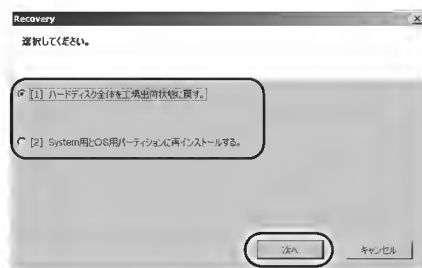 Recovery
選択してください。
[1] ハードディスク全体を工場出荷状態に戻す。
[2] System用とOS用パーティションに再インストールする。
次へ
キャンセル